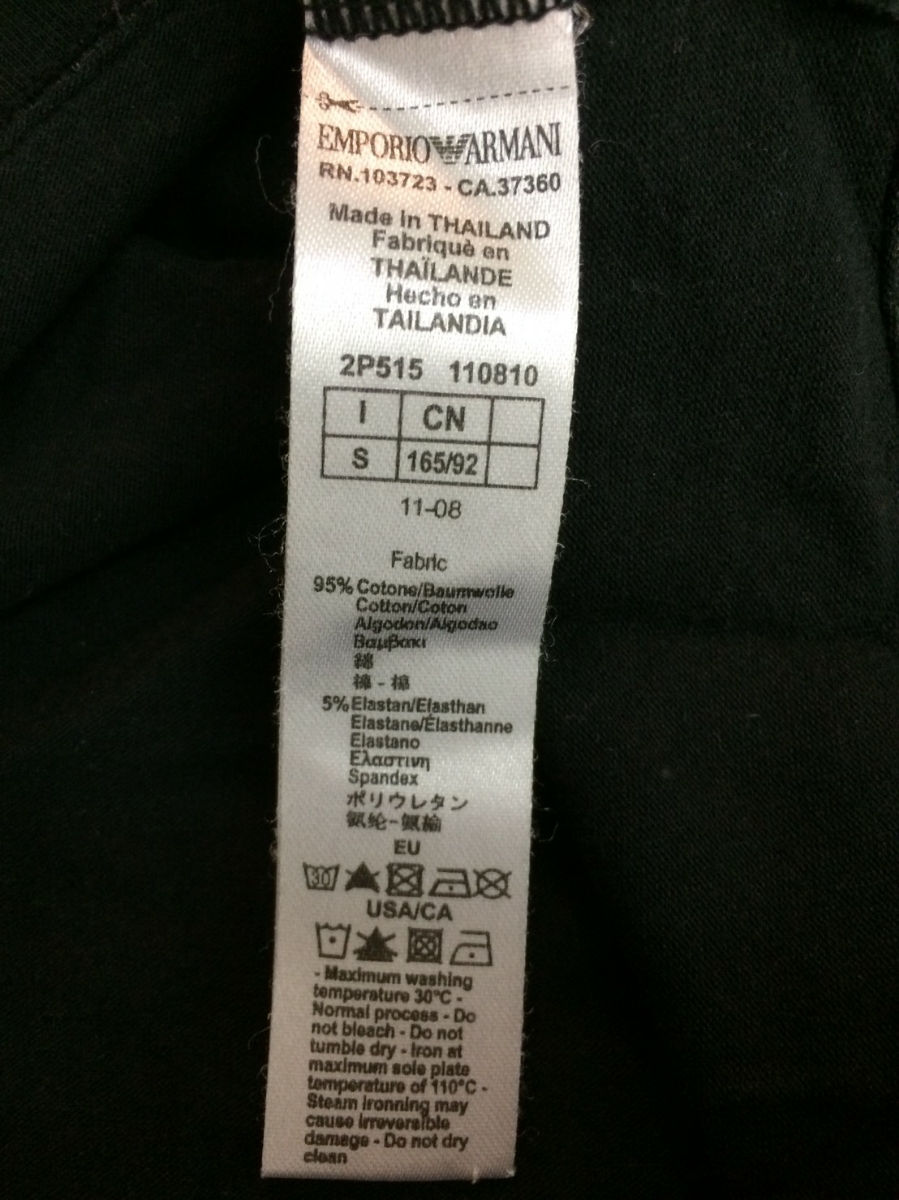 EMPORIO ARMANI
RN.103723 - CA.37360
Made in THAILAND
Fabriquè en
THAÏLANDE
Hecho en
TAILANDIA
2P515 110810
I CN
S 165/92
11-08
Fabric
95% Cotone/Baumwolle
Cotton/Coton
Algodon/Algodao
Βαμβακι
綿
棉 - 棉
5% Elastan/Elasthan
Elastane/Élasthanne
Elastano
Ελαστινη
Spandex
ポリウレタン
氨纶-氨綸
EU
30
USA/CA
- Maximum washing
temperature 30°C -
Normal process - Do
not bleach - Do not
tumble dry - Iron at
maximum sole plate
temperature of 110°C -
Steam ironning may
cause irreversible
damage - Do not dry
clean